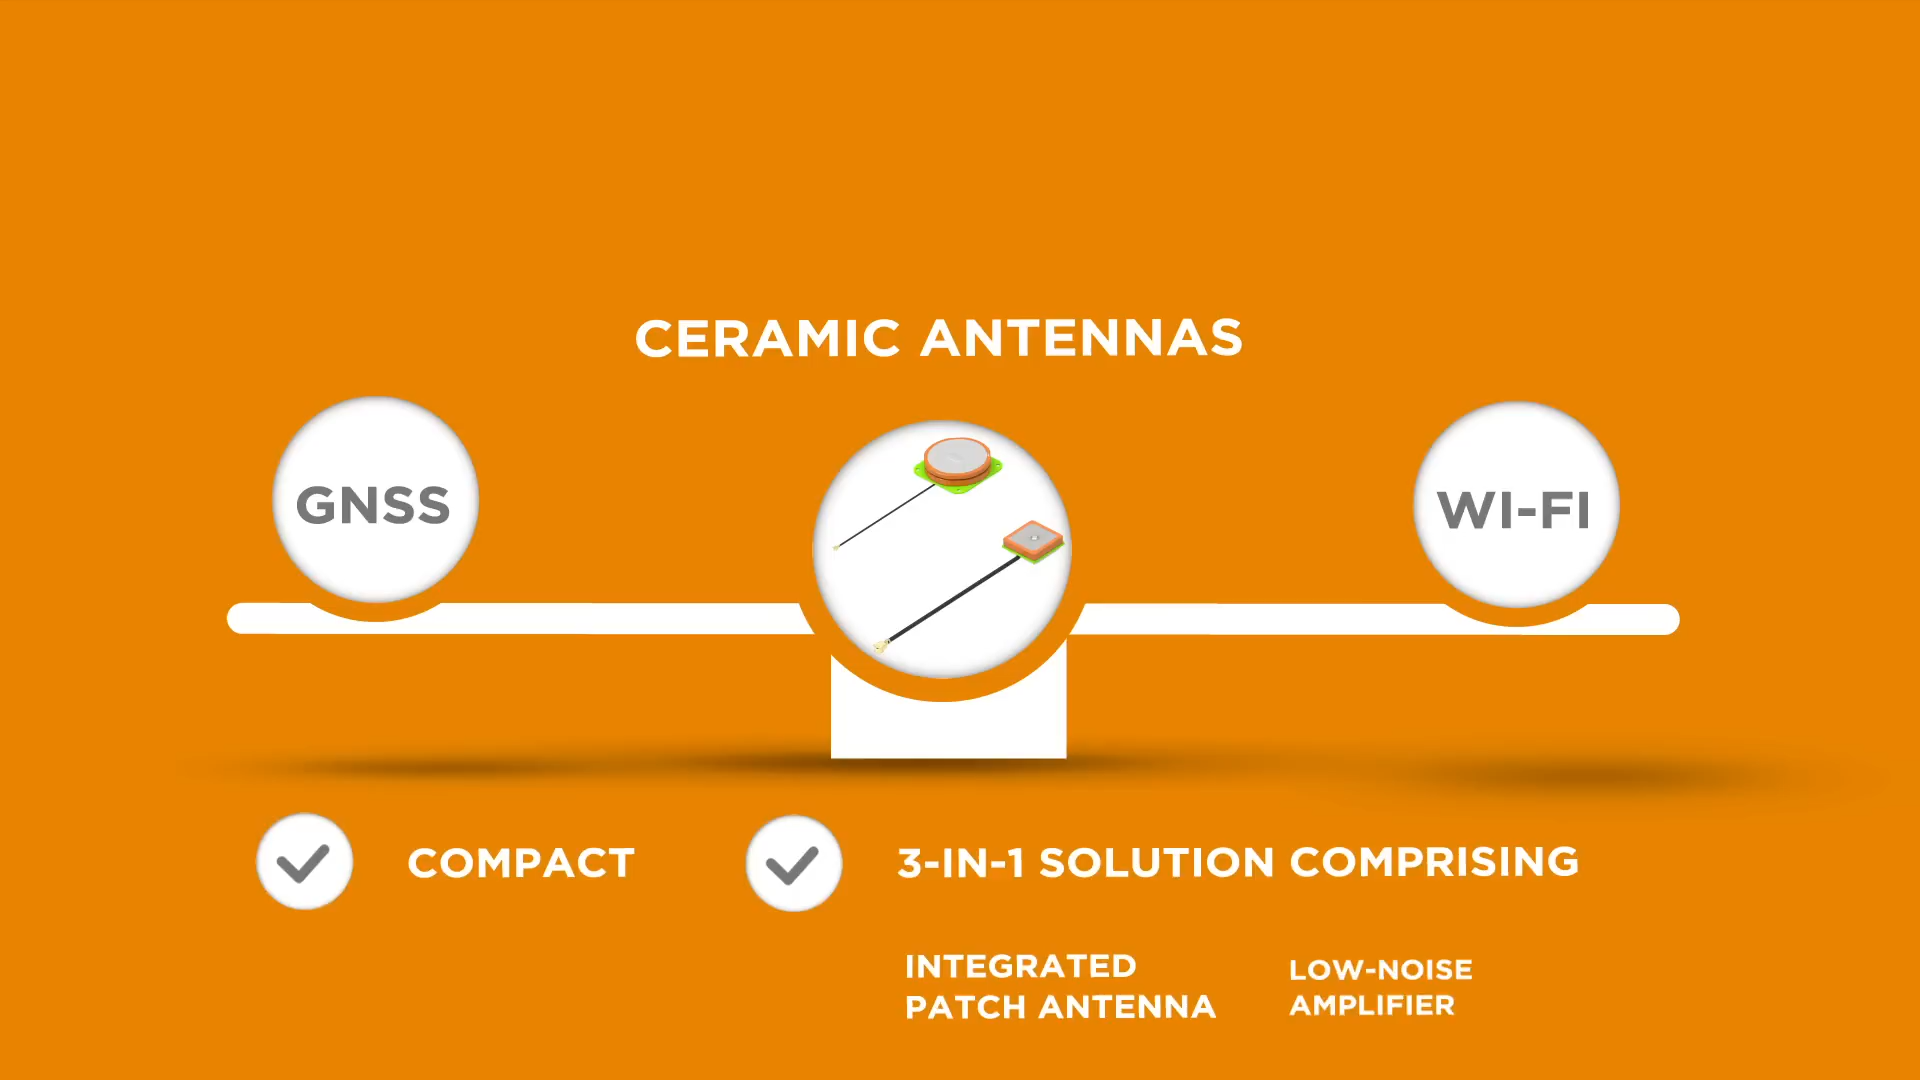 CERAMIC ANTENNAS
GNSS
WI-FI
COMPACT
3-IN-1 SOLUTION COMPRISING
INTEGRATED
PATCH ANTENNA
LOW-NOISE
AMPLIFIER